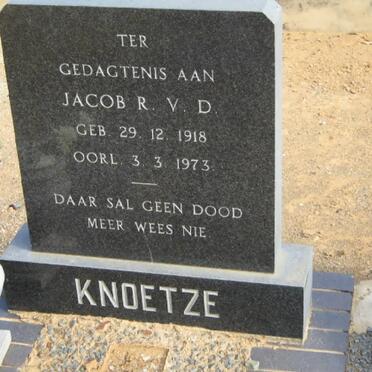 TER
GEDAGTENIS AAN
JACOB R. V. D.
GEB. 29. 12. 1918
OORL. 3. 3. 1973.
DAAR SAL GEEN DOOD
MEER WEES NIE.
KNOETZE